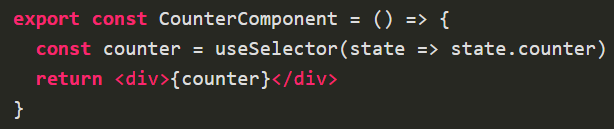 export const CounterComponent = () => {
  const counter = useSelector(state => state.counter)
  return <div>{counter}</div>
}